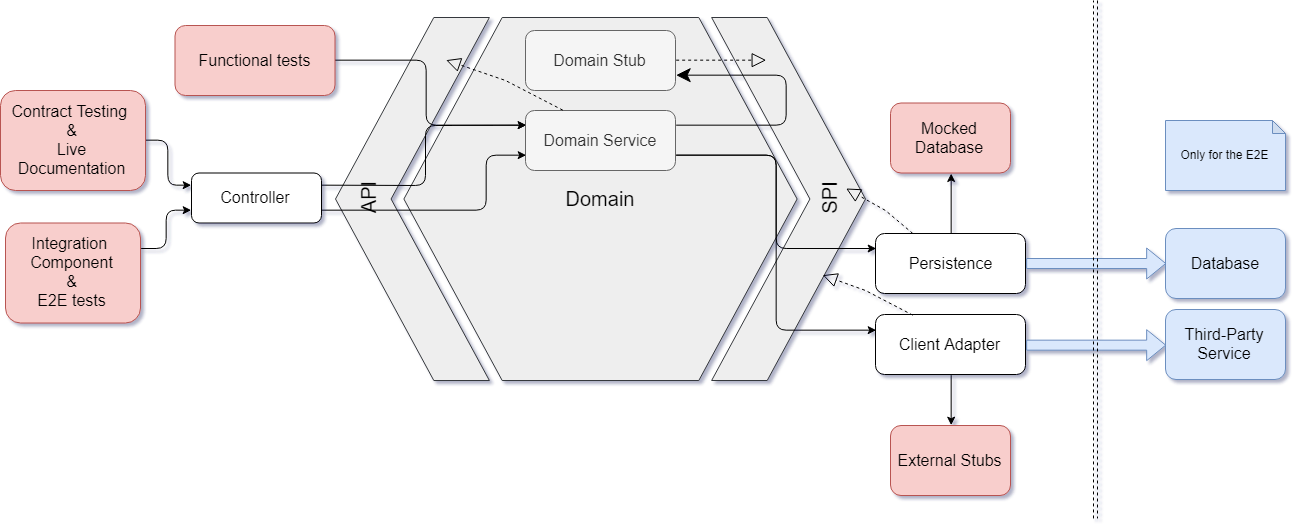 Functional tests
Domain Stub
Contract Testing
&
Live
Documentation
Domain Service
Mocked
Database
Only for the E2E
Controller
API
Domain
SPI
Integration
Component
&
E2E tests
Persistence
Database
Client Adapter
Third-Party
Service
External Stubs